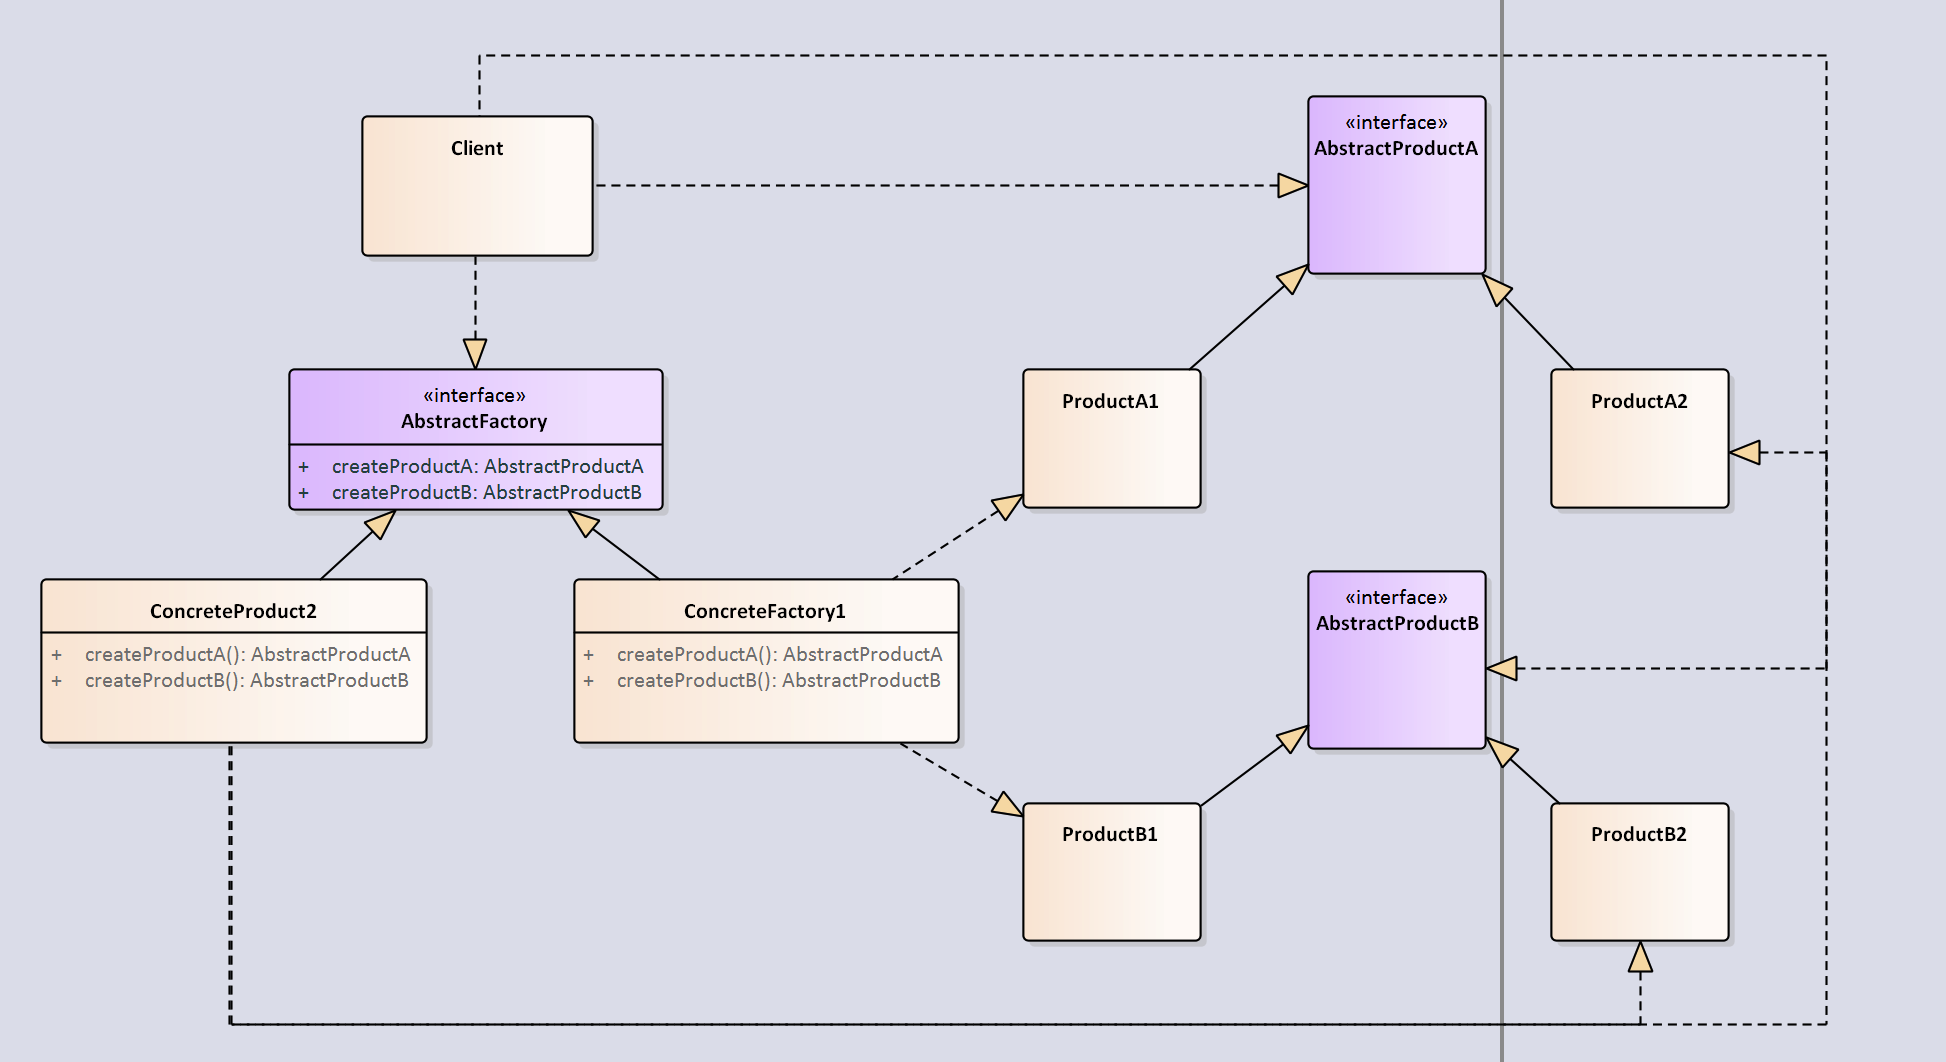 Client
«interface»
AbstractProductA
«interface»
AbstractFactory
+ createProductA: AbstractProductA
+ createProductB: AbstractProductB
ProductA1
ProductA2
ConcreteProduct2
+ createProductA(): AbstractProductA
+ createProductB(): AbstractProductB
ConcreteFactory1
+ createProductA(): AbstractProductA
+ createProductB(): AbstractProductB
«interface»
AbstractProductB
ProductB1
ProductB2